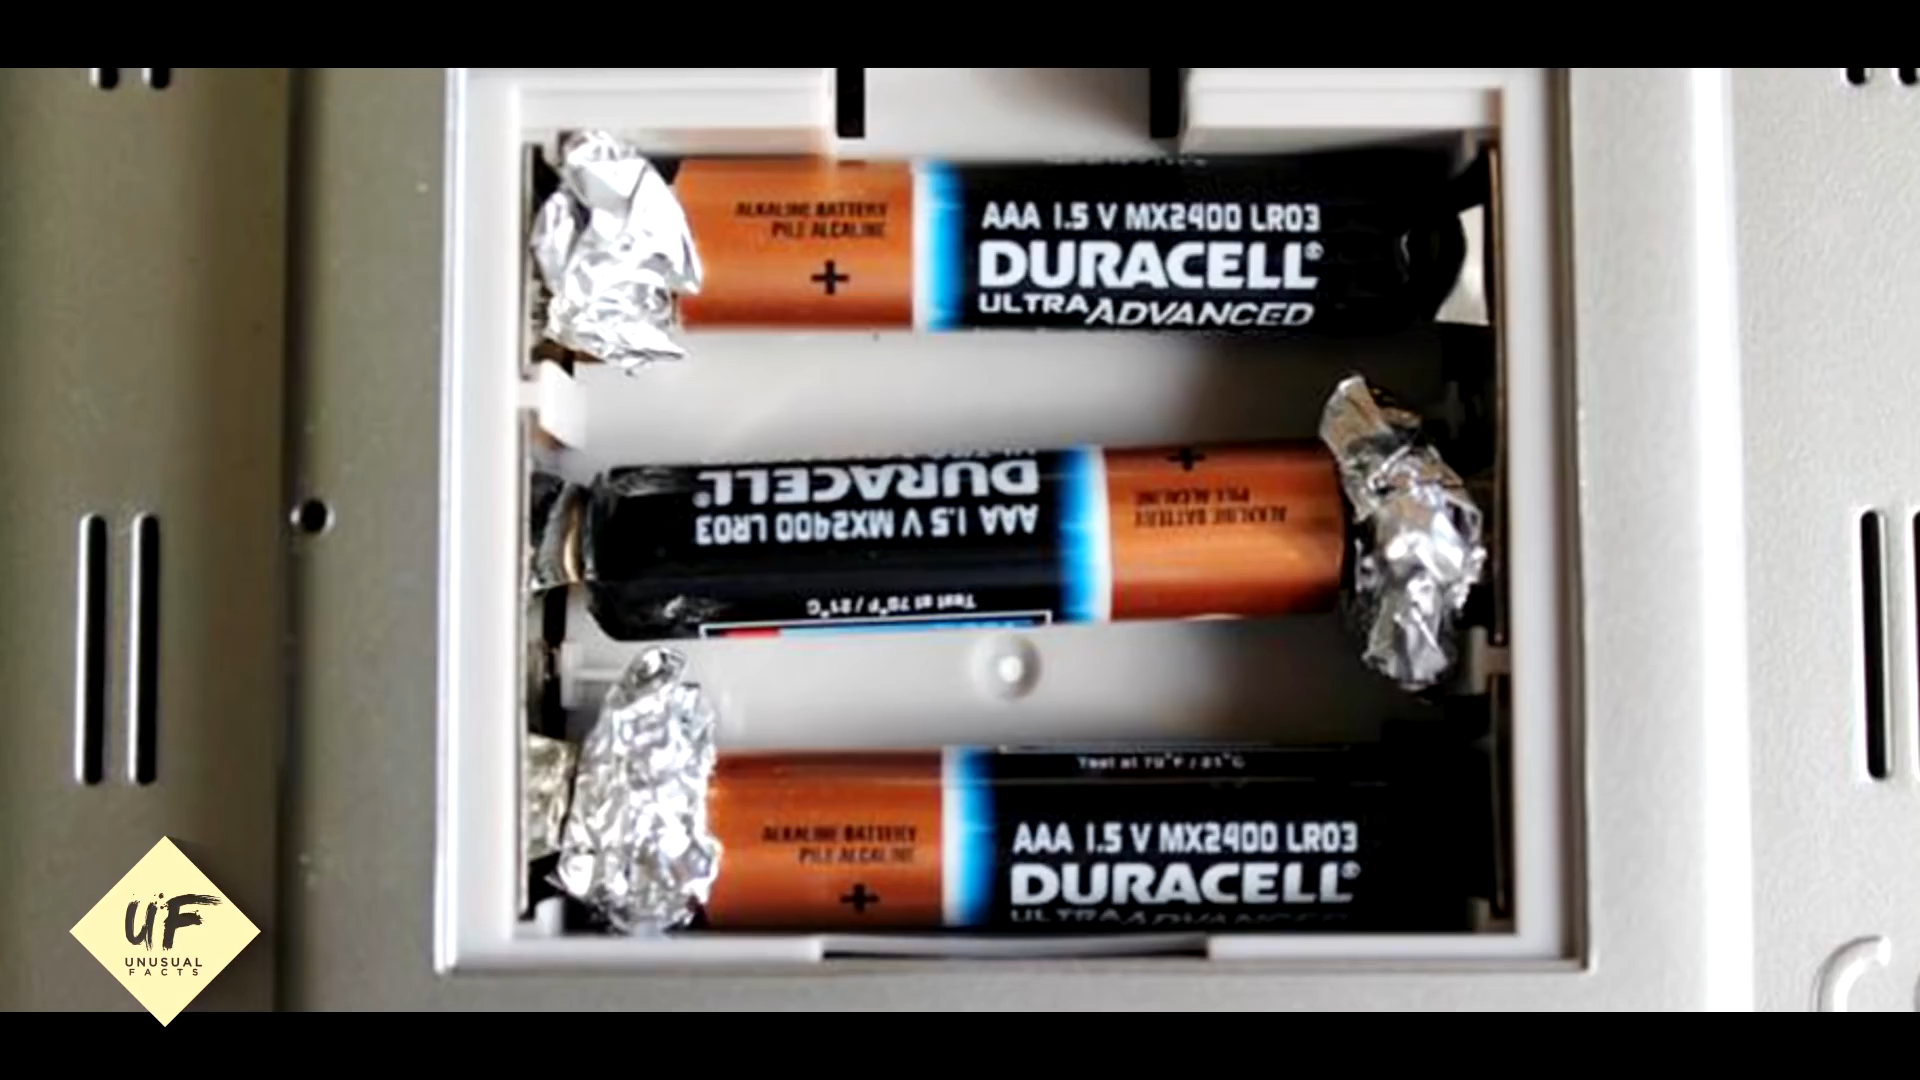 ALKALINE BATTERY
PILE ALCALINE
+
AAA 1.5 V MX2400 LR03
DURACELL®
ULTRA ADVANCED
DURACELL®
AAA 1.5 V MX2400 LR03
Test at 70°F / 21°C
+
PILE ALCALINE
ALKALINE BATTERY
Test at 70°F / 21°C
ALKALINE BATTERY
PILE ALCALINE
+
AAA 1.5 V MX2400 LR03
DURACELL®
ULTRA ADVANCED
UF
UNUSUAL
FACTS